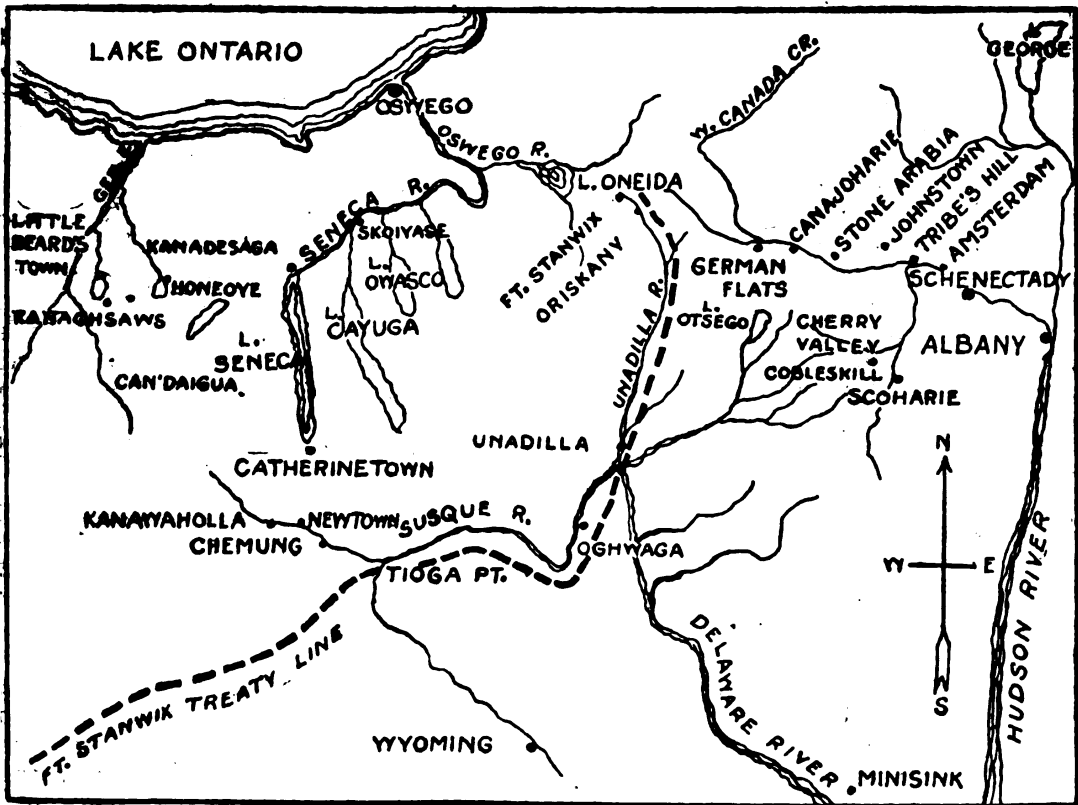 LAKE ONTARIO
GEORGE
OSWEGO
OSWEGO R.
W. CANADA CR.
L. ONEIDA
CANAJOHARIE
STONE ARABIA
JOHNSTOWN
TRIBE'S HILL
AMSTERDAM
LITTLE
BEARD'S
TOWN
KANADESAGA
HONEOYE
SENECA R.
SKOIYASE
L.
OWASCO
FT. STANWIX
ORISKANY
GERMAN
FLATS
SCHENECTADY
L.
CAYUGA
L.
SENECA
CAN'DAIGUA
UNADILLA R.
L.
OTSEGO
CHERRY
VALLEY
COBLESKILL
SCOHARIE
ALBANY
CATHERINETOWN
UNADILLA
KANAWAHOLLA
NEWTOWN
SUSQUE R.
CHEMUNG
TIOGA PT.
OGHWAGA
N
W
E
S
FT. STANWIX TREATY LINE
DELAWARE RIVER
HUDSON RIVER
WYOMING
MINISINK